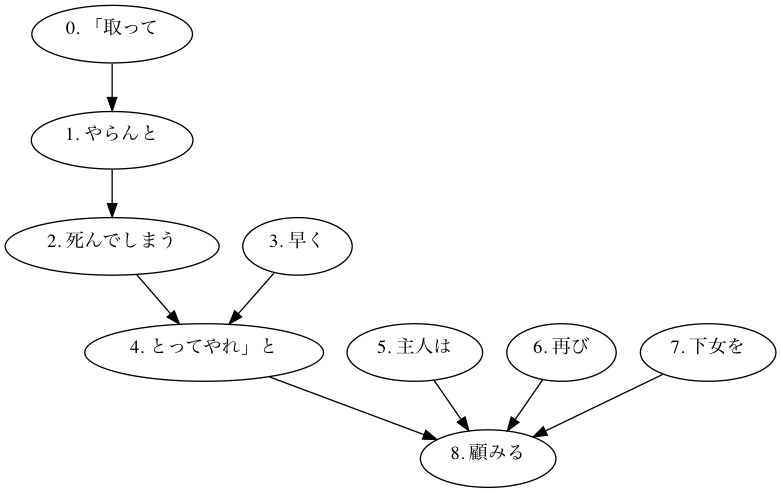 0. 「取って
1. やらんと
2. 死んでしまう
3. 早く
4. とってやれ」と
5. 主人は
6. 再び
7. 下女を
8. 顧みる